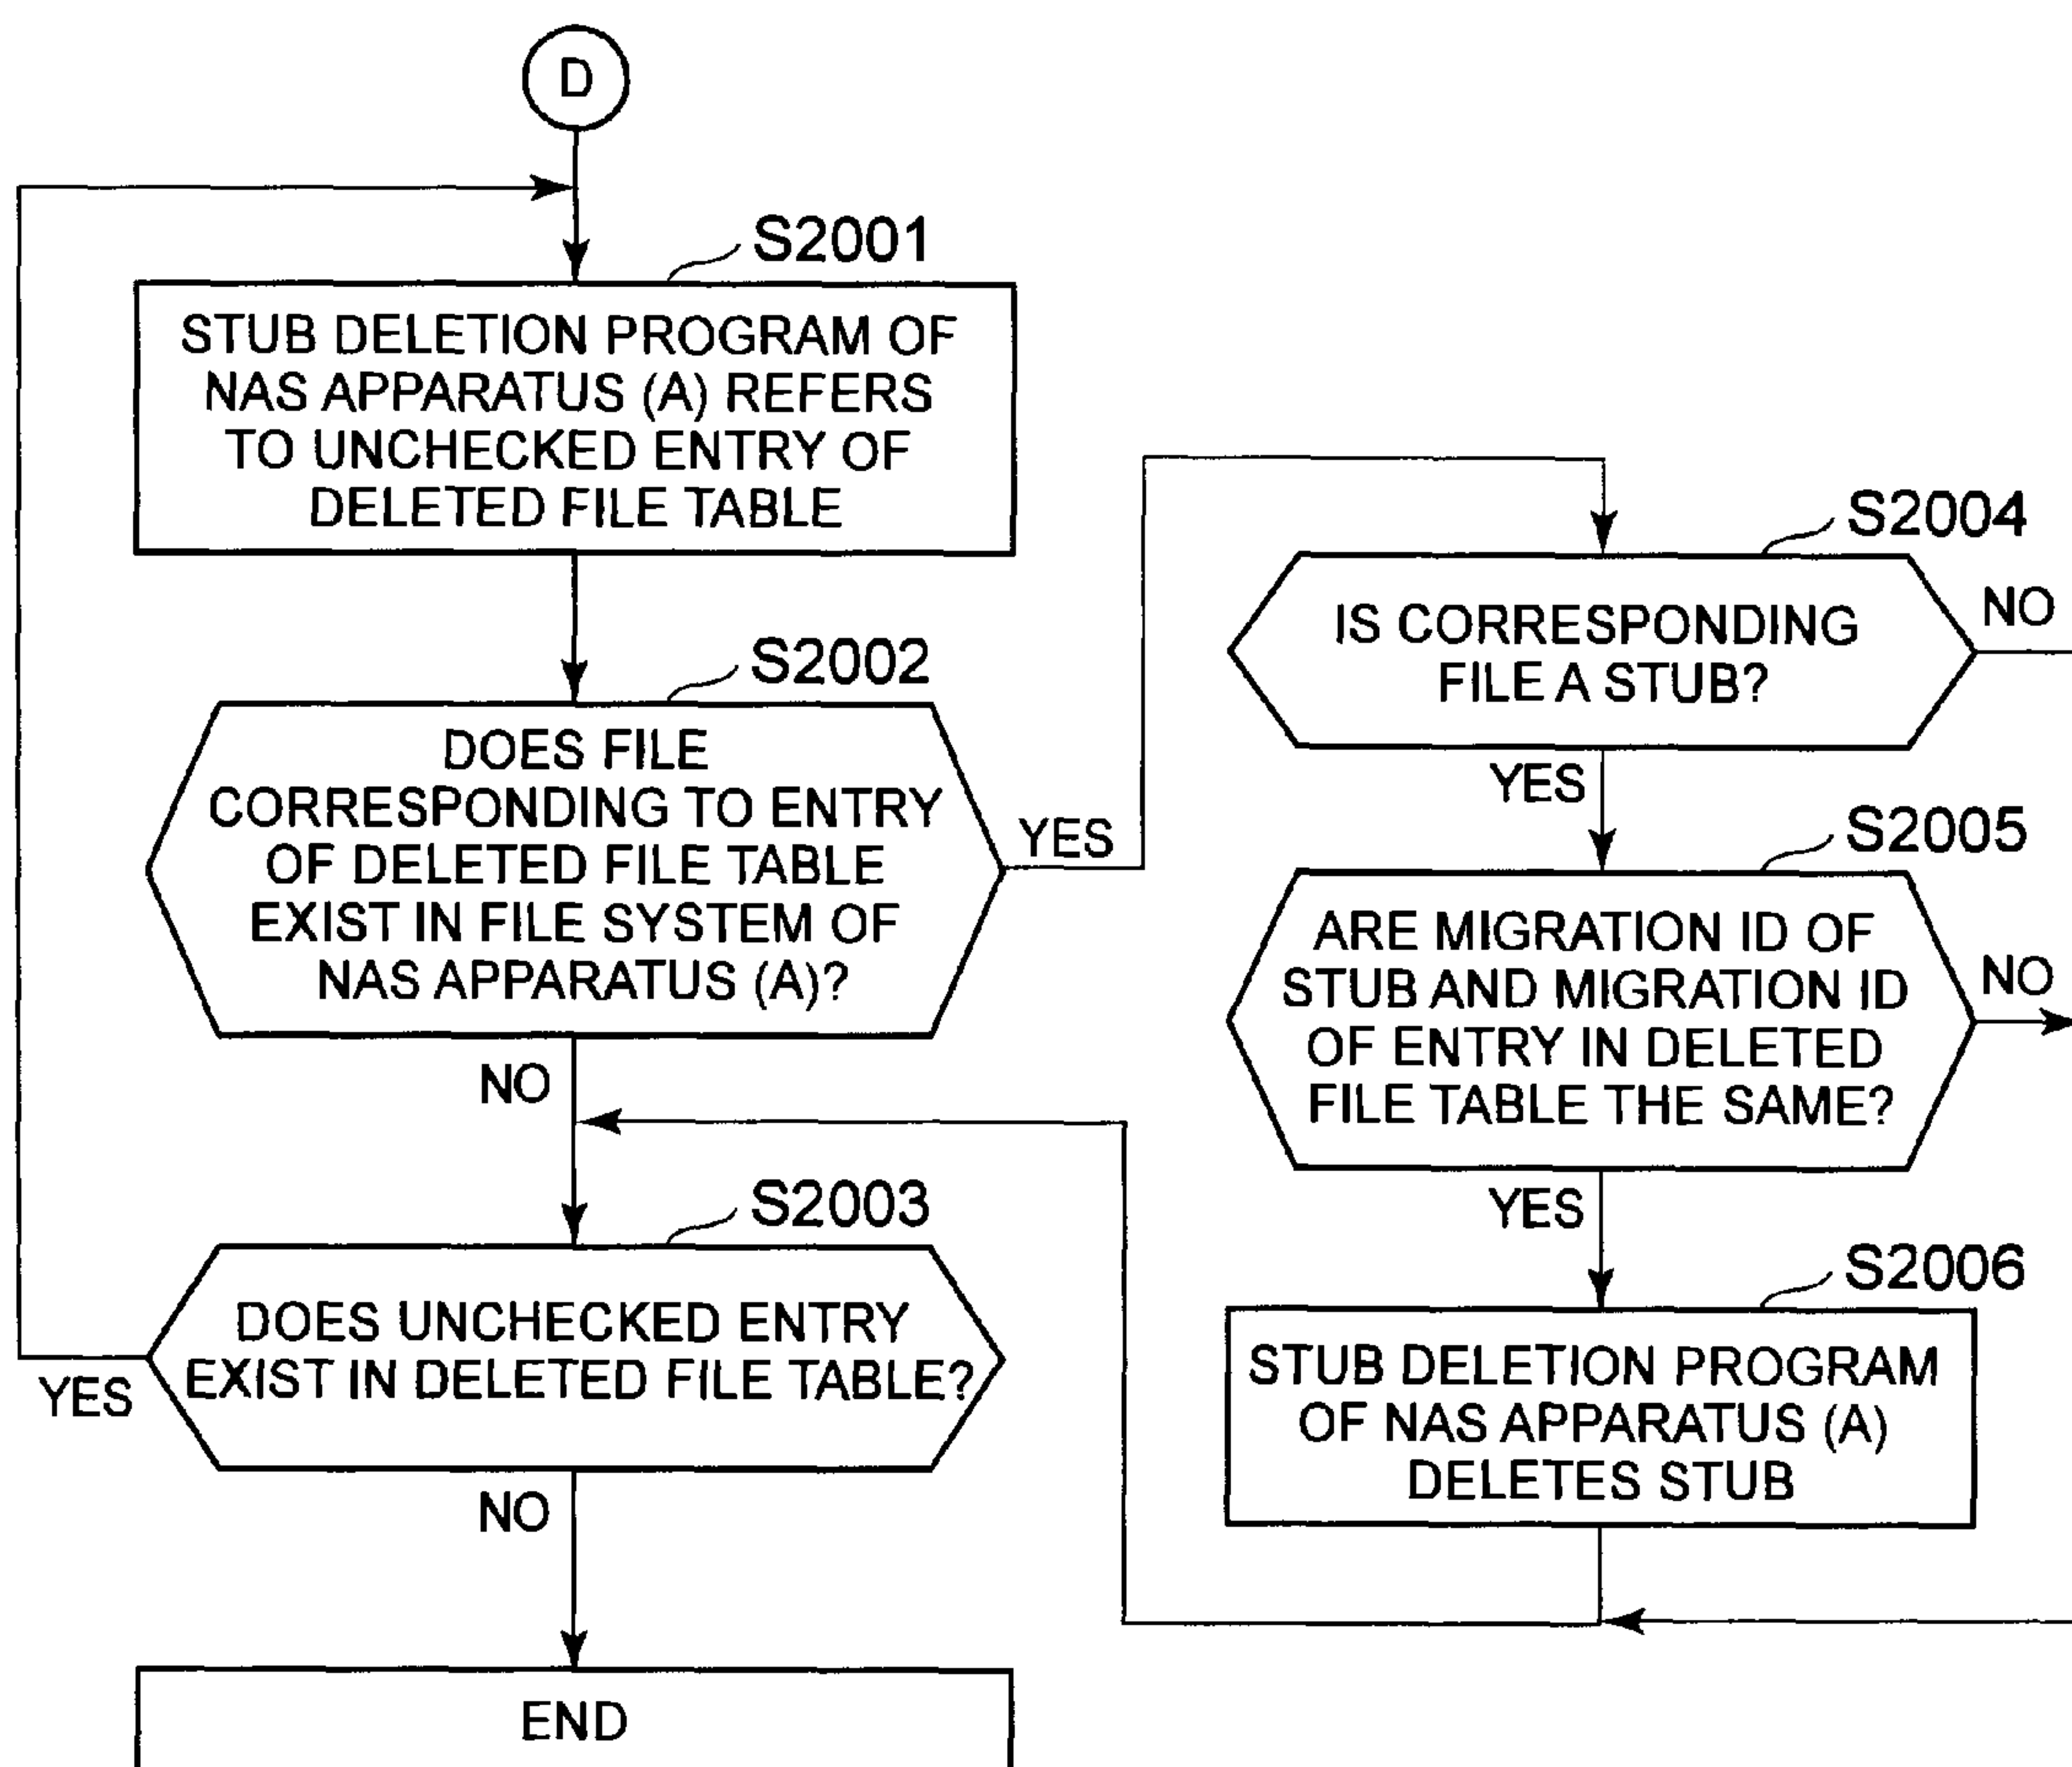 D
S2001
STUB DELETION PROGRAM OF
NAS APPARATUS (A) REFERS
TO UNCHECKED ENTRY OF
DELETED FILE TABLE
S2002
DOES FILE
CORRESPONDING TO ENTRY
OF DELETED FILE TABLE
EXIST IN FILE SYSTEM OF
NAS APPARATUS (A)?
YES
NO
S2003
DOES UNCHECKED ENTRY
EXIST IN DELETED FILE TABLE?
YES
NO
END
S2004
IS CORRESPONDING
FILE A STUB?
NO
YES
S2005
ARE MIGRATION ID OF
STUB AND MIGRATION ID
OF ENTRY IN DELETED
FILE TABLE THE SAME?
NO
YES
S2006
STUB DELETION PROGRAM
OF NAS APPARATUS (A)
DELETES STUB